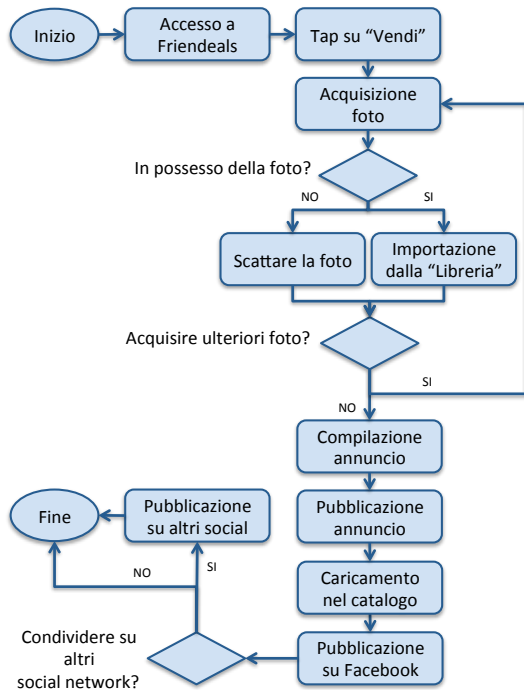 Inizio
Accesso a
Friendeals
Tap su “Vendi”
Acquisizione
foto
In possesso della foto?
NO
SI
Scattare la foto
Importazione
dalla “Libreria”
Acquisire ulteriori foto?
SI
NO
Compilazione
annuncio
Pubblicazione
annuncio
Caricamento
nel catalogo
Pubblicazione
su Facebook
Condividere su
altri
social network?
NO
SI
Pubblicazione
su altri social
Fine